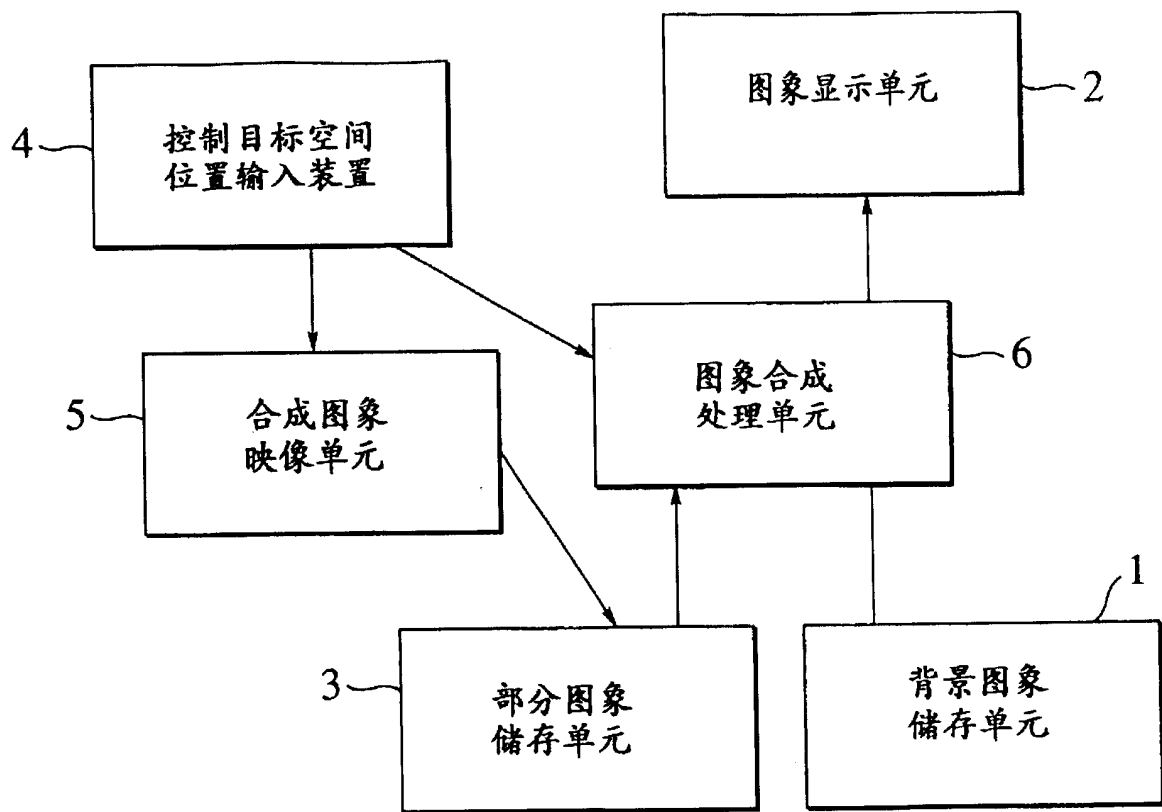 图象显示单元
2
4
控制目标空间
位置输入装置
图象合成
处理单元
6
5
合成图象
映像单元
1
3
部分图象
储存单元
背景图象
储存单元